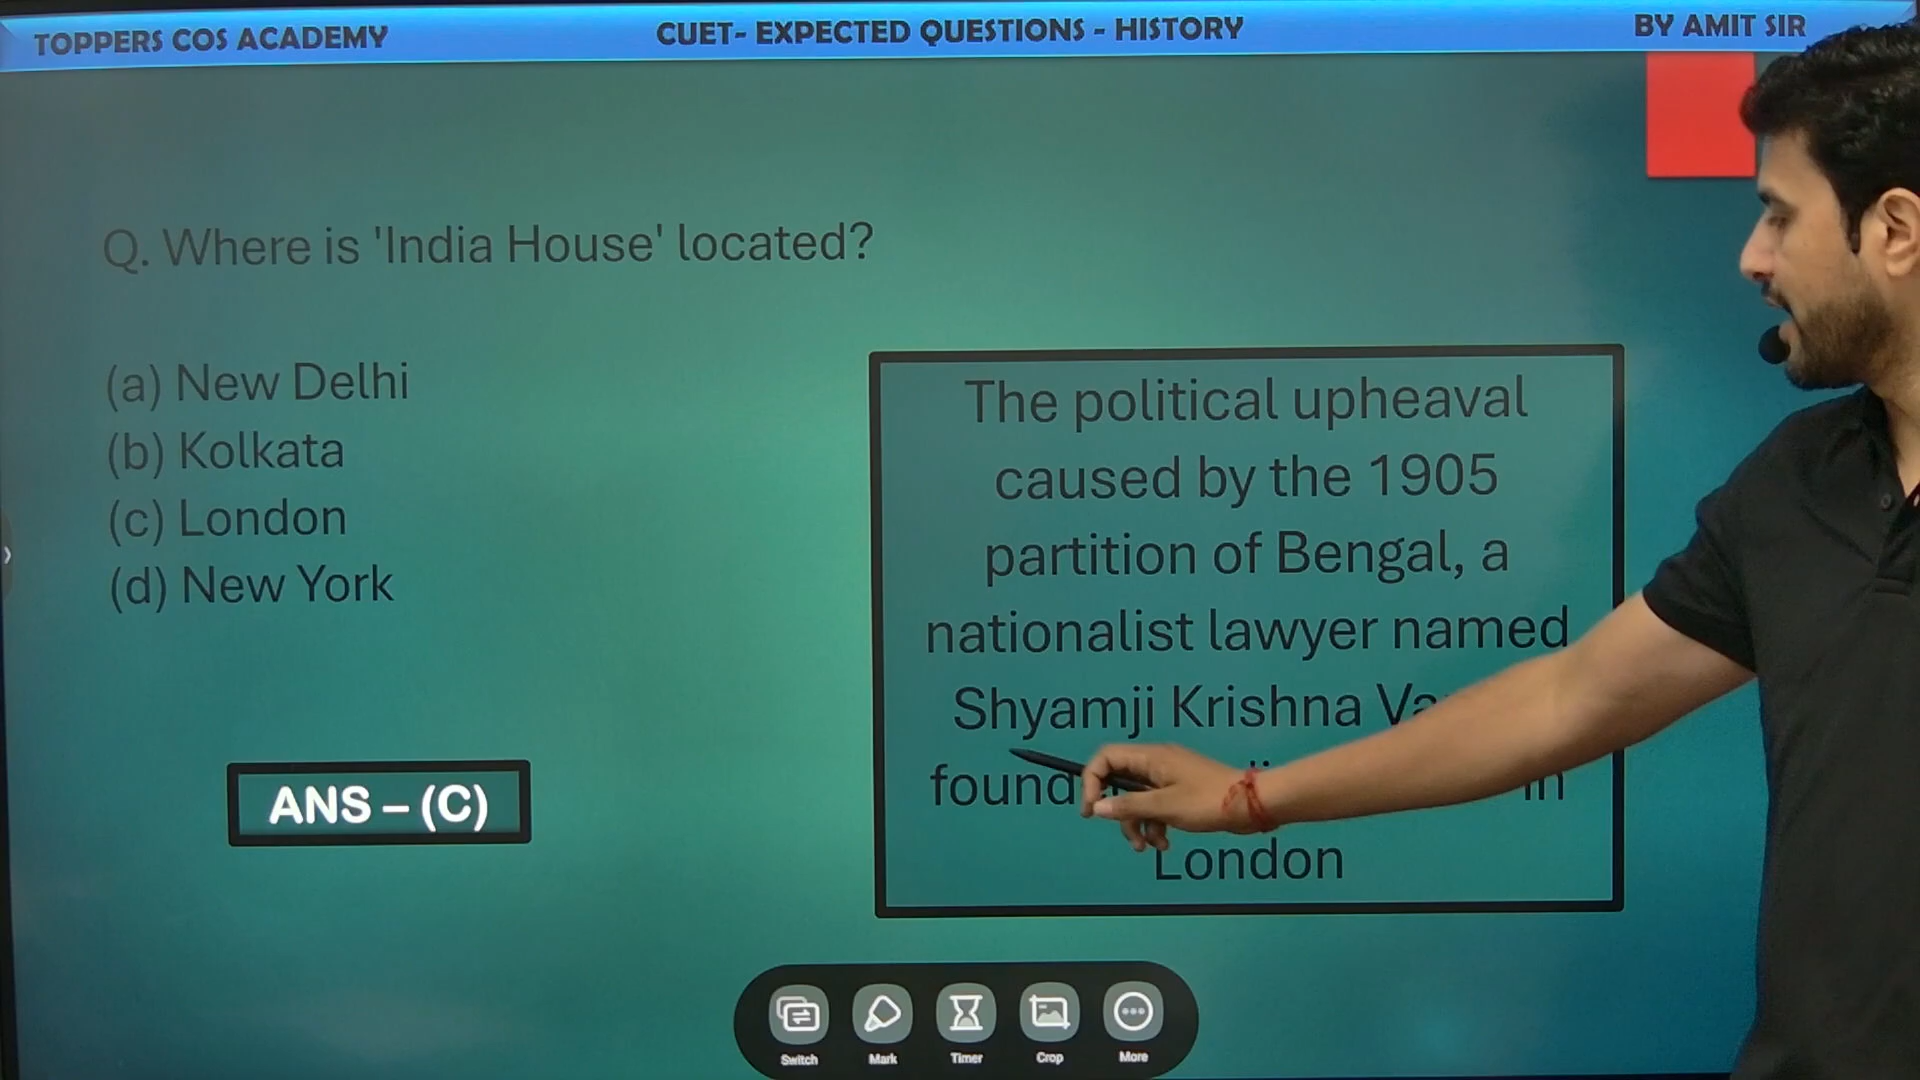 TOPPERS COS ACADEMY
CUET- EXPECTED QUESTIONS - HISTORY
BY AMIT SIR
Q. Where is 'India House' located?
(a) New Delhi
(b) Kolkata
(c) London
(d) New York
ANS – (C)
The political upheaval
caused by the 1905
partition of Bengal, a
nationalist lawyer named
Shyamji Krishna
in
London
Switch
Mark
Timer
Crop
More